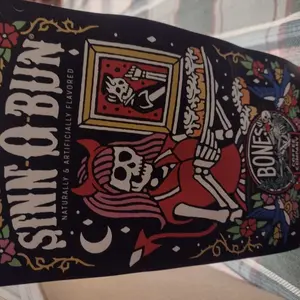 SINN-O-BUN
NATURALLY & ARTIFICIALLY FLAVORED
BONES